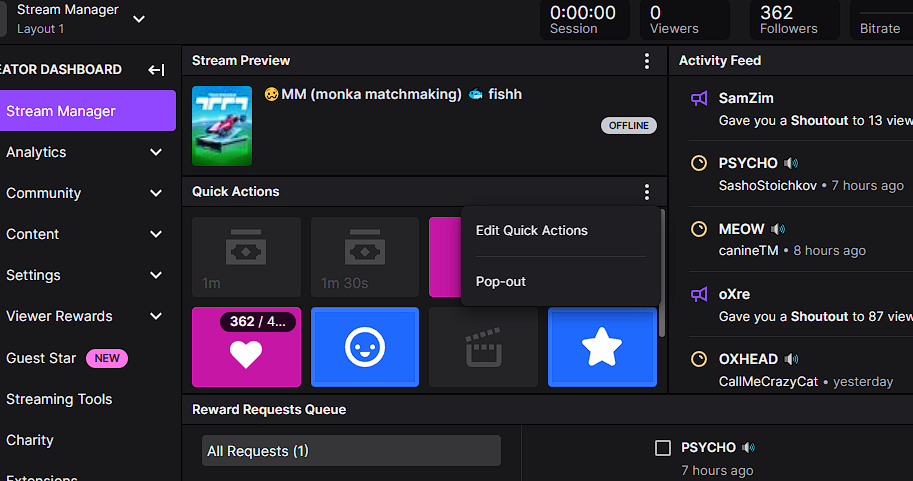 Stream Manager
Layout 1
0:00:00
Session
0
Viewers
362
Followers
Bitrate
EATOR DASHBOARD
Stream Manager
Analytics
Community
Content
Settings
Viewer Rewards
Guest Star NEW
Streaming Tools
Charity
Extensions
Stream Preview
MM (monka matchmaking) 🐟 fishh
OFFLINE
Quick Actions
Edit Quick Actions
Pop-out
1m
1m 30s
362 / 4...
Reward Requests Queue
All Requests (1)
PSYCHO
7 hours ago
Activity Feed
SamZim
Gave you a Shoutout to 13 view
PSYCHO
SashoStoichkov • 7 hours ago
MEOW
canineTM • 8 hours ago
oXre
Gave you a Shoutout to 87 view
OXHEAD
CallMeCrazyCat • yesterday